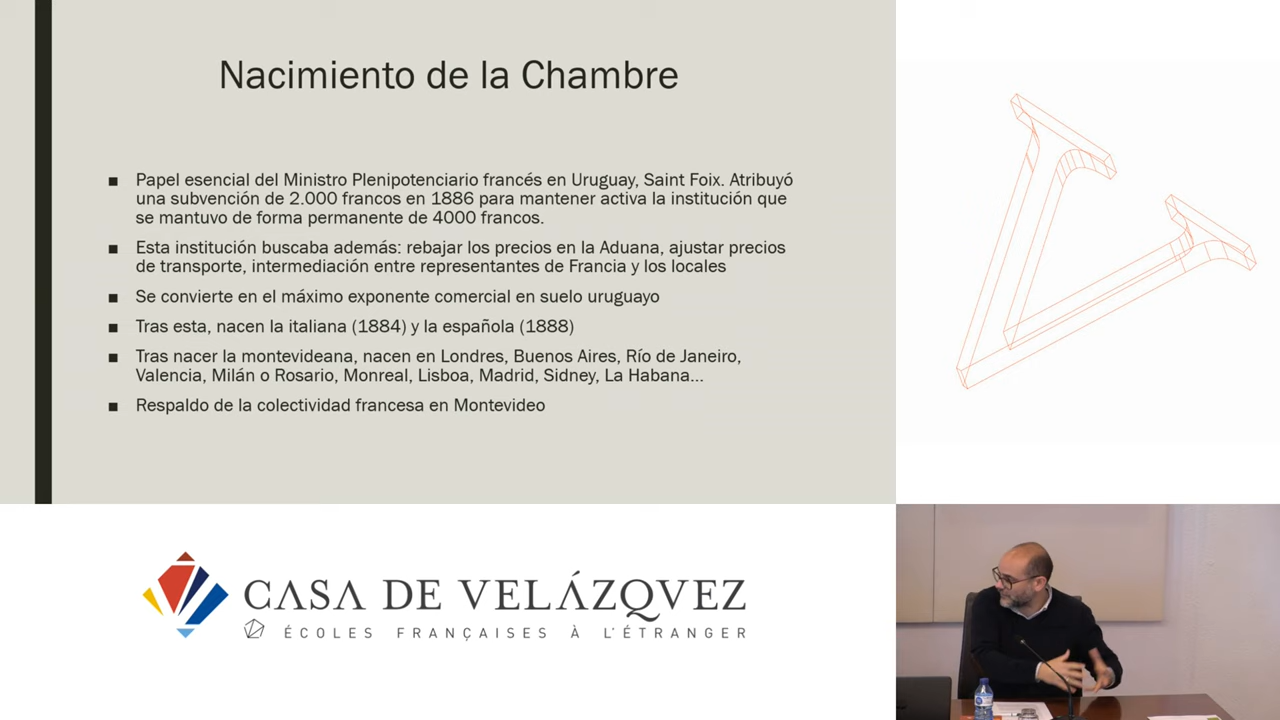 Nacimiento de la Chambre
■ Papel esencial del Ministro Plenipotenciario francés en Uruguay, Saint Foix. Atribuyó
una subvención de 2.000 francos en 1886 para mantener activa la institución que
se mantuvo de forma permanente de 4000 francos.
■ Esta institución buscaba además: rebajar los precios en la Aduana, ajustar precios
de transporte, intermediación entre representantes de Francia y los locales
■ Se convierte en el máximo exponente comercial en suelo uruguayo
■ Tras esta, nacen la italiana (1884) y la española (1888)
■ Tras nacer la montevideana, nacen en Londres, Buenos Aires, Río de Janeiro,
Valencia, Milán o Rosario, Monreal, Lisboa, Madrid, Sidney, La Habana...
■ Respaldo de la colectividad francesa en Montevideo
CASA DE VELÁZQVEZ
ÉCOLES FRANÇAISES À L'ÉTRANGER